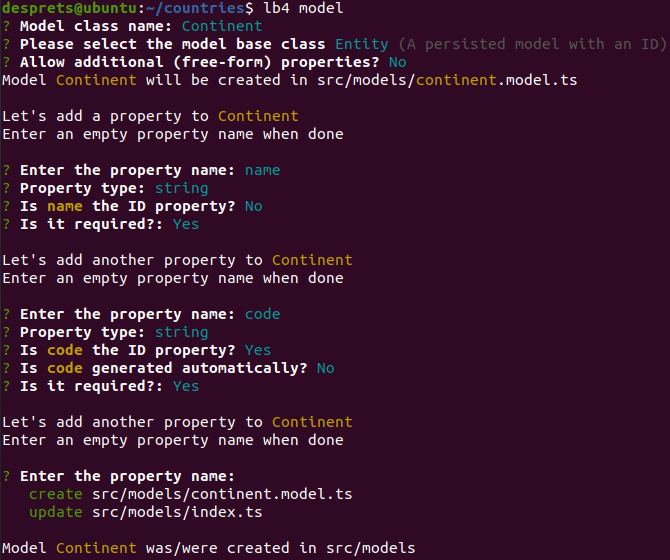 desprets@ubuntu:~/countries$ lb4 model
? Model class name: Continent
? Please select the model base class Entity (A persisted model with an ID)
? Allow additional (free-form) properties? No
Model Continent will be created in src/models/continent.model.ts
Let's add a property to Continent
Enter an empty property name when done
? Enter the property name: name
? Property type: string
? Is name the ID property? No
? Is it required?: Yes
Let's add another property to Continent
Enter an empty property name when done
? Enter the property name: code
? Property type: string
? Is code the ID property? Yes
? Is code generated automatically? No
? Is it required?: Yes
Let's add another property to Continent
Enter an empty property name when done
? Enter the property name:
create src/models/continent.model.ts
update src/models/index.ts
Model Continent was/were created in src/models